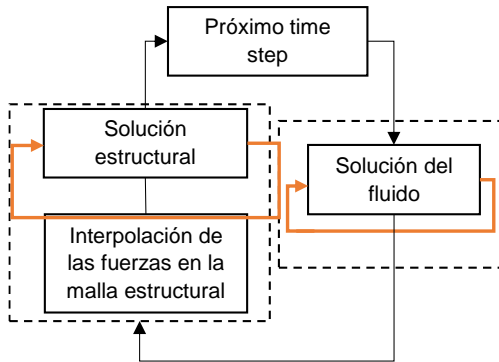 Próximo time
step
Solución
estructural
Solución del
fluido
Interpolación de
las fuerzas en la
malla estructural